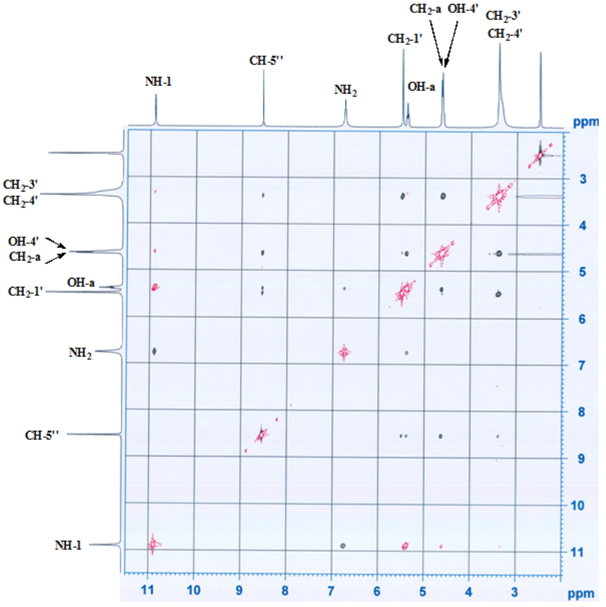 CH₂-a OH-4'
CH₂-3'
CH₂-4'
CH₂-1'
CH-5''
NH-1
NH₂
OH-a
ppm
CH₂-3'
CH₂-4'
3
4
OH-4'
CH₂-a
5
OH-a
CH₂-1'
6
NH₂
7
8
CH-5''
9
10
NH-1
11
11 10 9 8 7 6 5 4 3 ppm